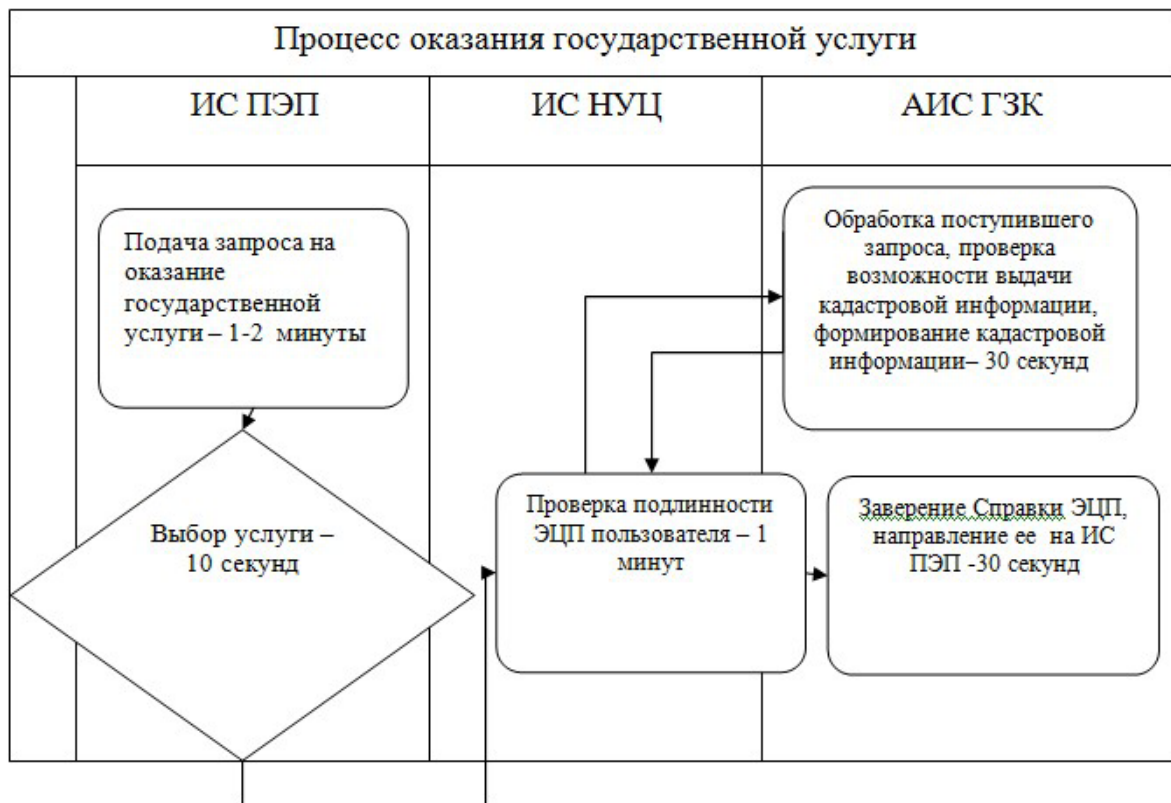 Процесс оказания государственной услуги
ИС ПЭП
ИС НУЦ
АИС ГЗК
Подача запроса на
оказание
государственной
услуги – 1-2 минуты
Выбор услуги –
10 секунд
Проверка подлинности
ЭЦП пользователя – 1
минут
Обработка поступившего
запроса, проверка
возможности выдачи
кадастровой информации,
формирование кадастровой
информации– 30 секунд
Заверение Справки ЭЦП,
направление ее на ИС
ПЭП -30 секунд